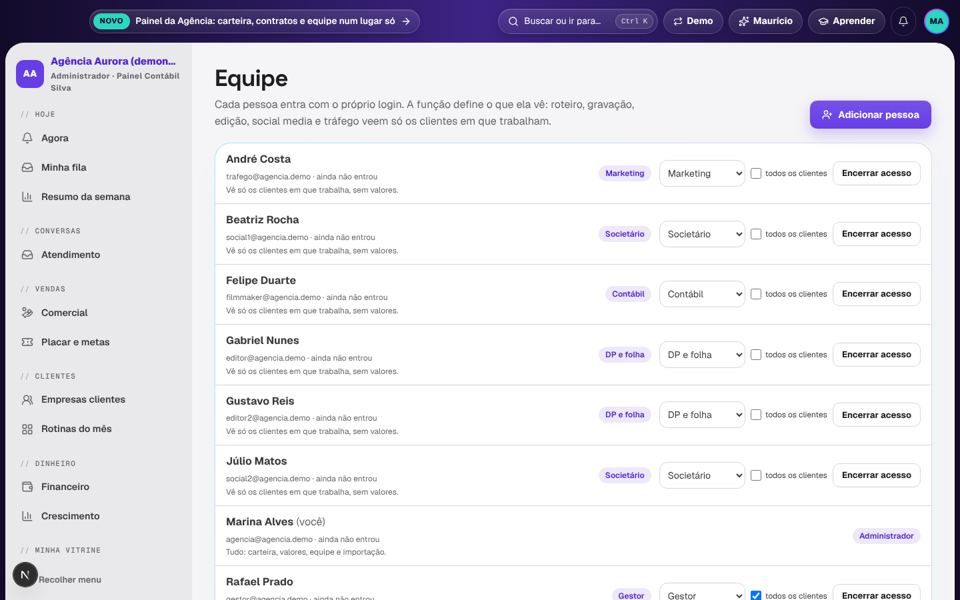 NOVO Painel da Agência: carteira, contratos e equipe num lugar só →
Buscar ou ir para... Ctrl K
Demo
Maurício
Aprender
MA
AA
Agência Aurora (demon...
Administrador · Painel Contábil
Silva
// HOJE
Agora
Minha fila
Resumo da semana
// CONVERSAS
Atendimento
// VENDAS
Comercial
Placar e metas
// CLIENTES
Empresas clientes
Rotinas do mês
// DINHEIRO
Financeiro
Crescimento
// MINHA VITRINE
N
Recolher menu
Equipe
Cada pessoa entra com o próprio login. A função define o que ela vê: roteiro, gravação,
edição, social media e tráfego veem só os clientes em que trabalham.
Adicionar pessoa
André Costa
trafego@agencia.demo · ainda não entrou
Vê só os clientes em que trabalha, sem valores.
Marketing Marketing todos os clientes Encerrar acesso
Beatriz Rocha
social1@agencia.demo · ainda não entrou
Vê só os clientes em que trabalha, sem valores.
Societário Societário todos os clientes Encerrar acesso
Felipe Duarte
filmmaker@agencia.demo · ainda não entrou
Vê só os clientes em que trabalha, sem valores.
Contábil Contábil todos os clientes Encerrar acesso
Gabriel Nunes
editor@agencia.demo · ainda não entrou
Vê só os clientes em que trabalha, sem valores.
DP e folha DP e folha todos os clientes Encerrar acesso
Gustavo Reis
editor2@agencia.demo · ainda não entrou
Vê só os clientes em que trabalha, sem valores.
DP e folha DP e folha todos os clientes Encerrar acesso
Júlio Matos
social2@agencia.demo · ainda não entrou
Vê só os clientes em que trabalha, sem valores.
Societário Societário todos os clientes Encerrar acesso
Marina Alves (você)
agencia@agencia.demo · ainda não entrou
Tudo: carteira, valores, equipe e importação.
Administrador
Rafael Prado
gestor@agencia.demo · ainda não entrou
Gestor Gestor todos os clientes Encerrar acesso